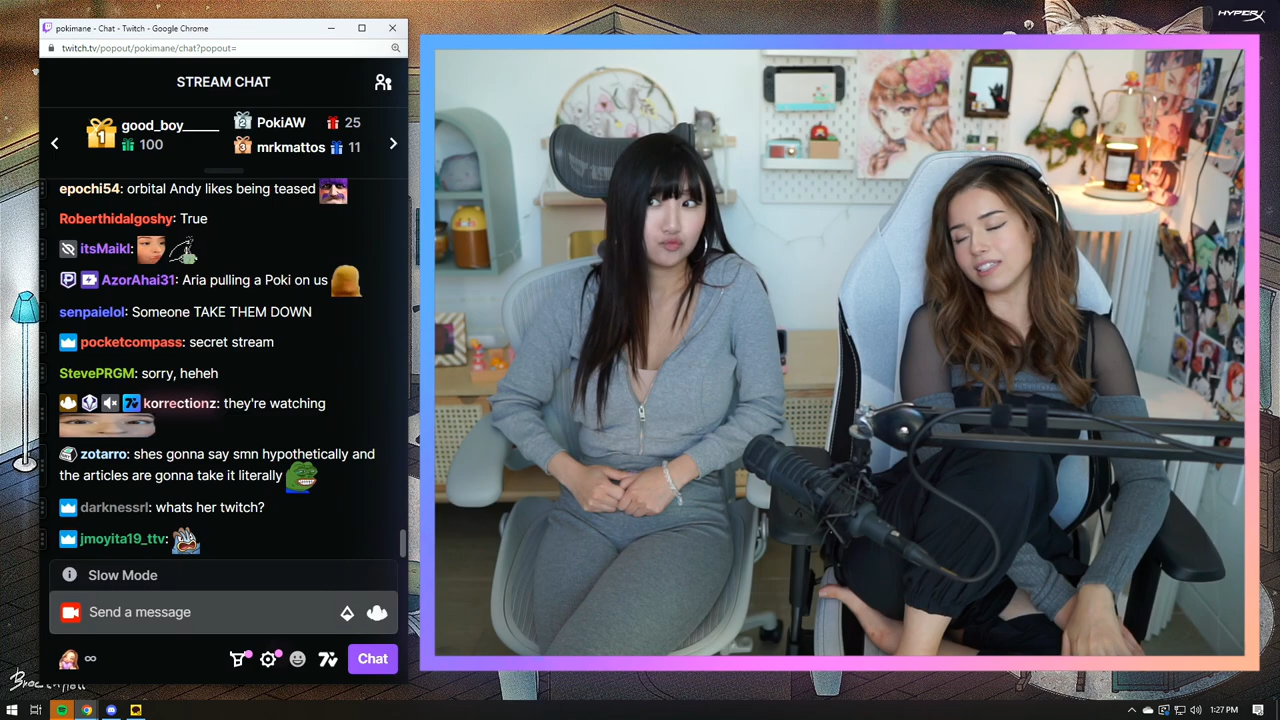 pokimane - Chat - Twitch - Google Chrome
HYPERX
twitch.tv/popout/pokimane/chat?popout=
STREAM CHAT
1 good_boy______ 100
2 PokiAW 25
3 mrkmattos 11
epochi54: orbital Andy likes being teased
Roberthidalgoshy: True
itsMaikl:
AzorAhai31: Aria pulling a Poki on us
senpaielol: Someone TAKE THEM DOWN
pocketcompass: secret stream
StevePRGM: sorry, heheh
korrectionz: they're watching
zotarro: shes gonna say smn hypothetically and
the articles are gonna take it literally
darknessrl: whats her twitch?
jmoyita19_ttv:
Slow Mode
Send a message
∞
Chat
1:27 PM